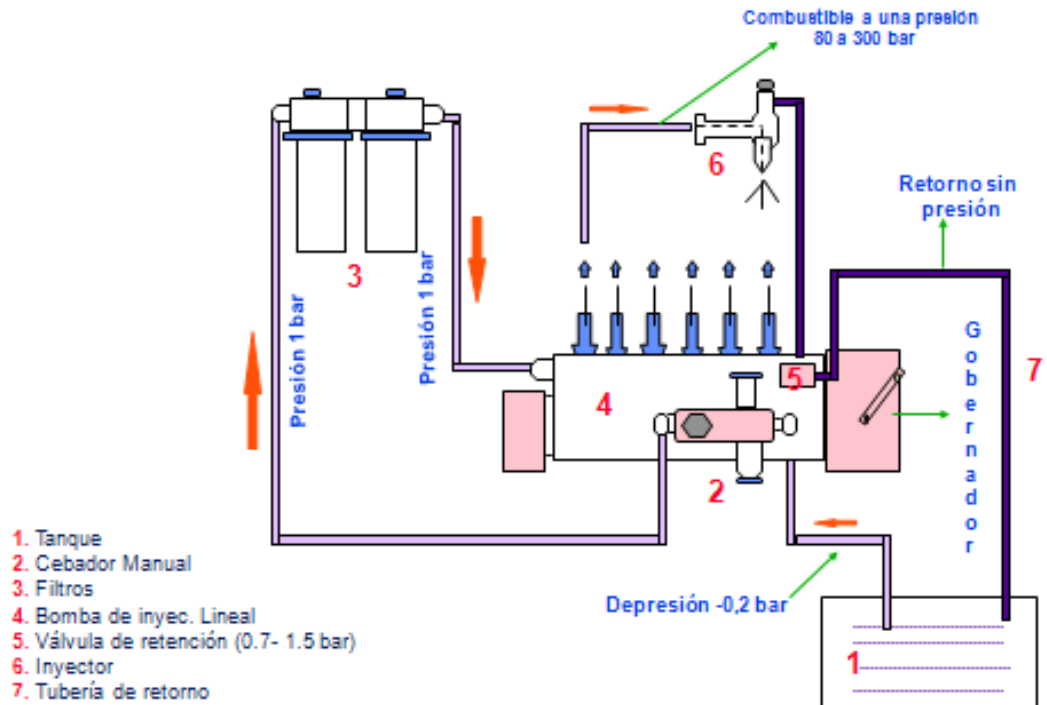 Combustible a una presión
80 a 300 bar
6
Retorno sin
presión
3
Presión 1 bar
Presión 1 bar
Gobernador
5
7
4
2
1. Tanque
2. Cebador Manual
3. Filtros
4. Bomba de inyec. Lineal
5. Válvula de retención (0.7- 1.5 bar)
6. Inyector
7. Tubería de retorno
Depresión -0,2 bar
1